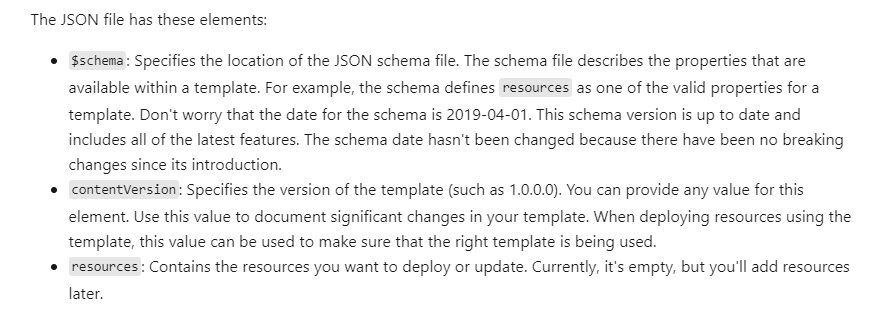 The JSON file has these elements:
• $schema: Specifies the location of the JSON schema file. The schema file describes the properties that are
available within a template. For example, the schema defines resources as one of the valid properties for a
template. Don't worry that the date for the schema is 2019-04-01. This schema version is up to date and
includes all of the latest features. The schema date hasn't been changed because there have been no breaking
changes since its introduction.
• contentVersion: Specifies the version of the template (such as 1.0.0.0). You can provide any value for this
element. Use this value to document significant changes in your template. When deploying resources using the
template, this value can be used to make sure that the right template is being used.
• resources: Contains the resources you want to deploy or update. Currently, it's empty, but you'll add resources
later.